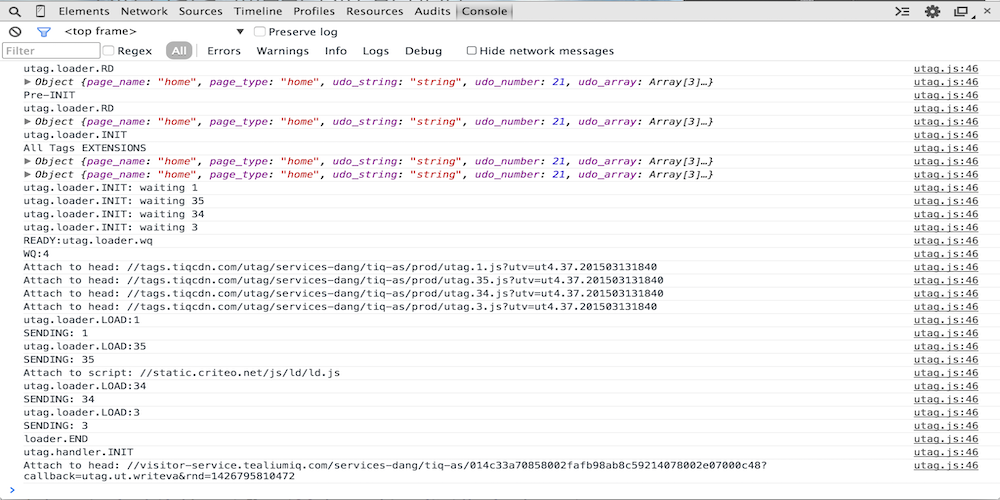 Elements Network Sources Timeline Profiles Resources Audits Console
<top frame> Preserve log
Filter Regex All Errors Warnings Info Logs Debug Hide network messages
utag.loader.RD utag.js:46
Object {page_name: "home", page_type: "home", udo_string: "string", udo_number: 21, udo_array: Array[3]…} utag.js:46
Pre-INIT utag.js:46
utag.loader.RD utag.js:46
Object {page_name: "home", page_type: "home", udo_string: "string", udo_number: 21, udo_array: Array[3]…} utag.js:46
utag.loader.INIT utag.js:46
All Tags EXTENSIONS utag.js:46
Object {page_name: "home", page_type: "home", udo_string: "string", udo_number: 21, udo_array: Array[3]…} utag.js:46
Object {page_name: "home", page_type: "home", udo_string: "string", udo_number: 21, udo_array: Array[3]…} utag.js:46
utag.loader.INIT: waiting 1 utag.js:46
utag.loader.INIT: waiting 35 utag.js:46
utag.loader.INIT: waiting 34 utag.js:46
utag.loader.INIT: waiting 3 utag.js:46
READY:utag.loader.wq utag.js:46
WQ:4 utag.js:46
Attach to head: //tags.tiqcdn.com/utag/services-dang/tiq-as/prod/utag.1.js?utv=ut4.37.201503131840 utag.js:46
Attach to head: //tags.tiqcdn.com/utag/services-dang/tiq-as/prod/utag.35.js?utv=ut4.37.201503131840 utag.js:46
Attach to head: //tags.tiqcdn.com/utag/services-dang/tiq-as/prod/utag.34.js?utv=ut4.37.201503131840 utag.js:46
Attach to head: //tags.tiqcdn.com/utag/services-dang/tiq-as/prod/utag.3.js?utv=ut4.37.201503131840 utag.js:46
utag.loader.LOAD:1 utag.js:46
SENDING: 1 utag.js:46
utag.loader.LOAD:35 utag.js:46
SENDING: 35 utag.js:46
Attach to script: //static.criteo.net/js/ld/ld.js utag.js:46
utag.loader.LOAD:34 utag.js:46
SENDING: 34 utag.js:46
utag.loader.LOAD:3 utag.js:46
SENDING: 3 utag.js:46
loader.END utag.js:46
utag.handler.INIT utag.js:46
Attach to head: //visitor-service.tealiumiq.com/services-dang/tiq-as/014c33a70858002fafb98ab8c59214078002e07000c48? utag.js:46
callback=utag.ut.writeva&rnd=1426795810472